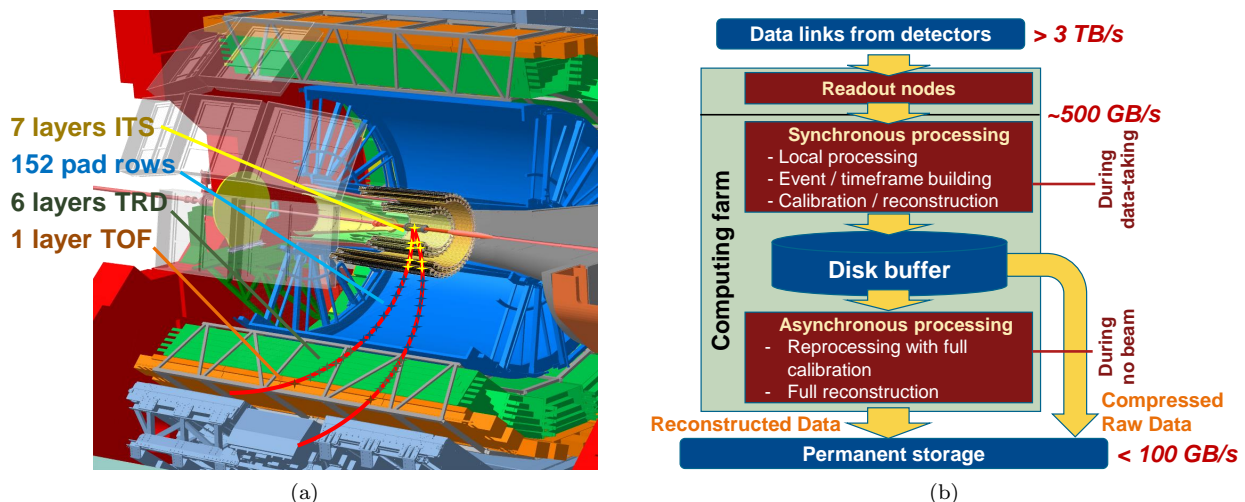 7 layers ITS
152 pad rows
6 layers TRD
1 layer TOF
(a)
Data links from detectors
> 3 TB/s
Readout nodes
~500 GB/s
Synchronous processing
- Local processing
- Event / timeframe building
- Calibration / reconstruction
During
data-taking
Computing farm
Disk buffer
Asynchronous processing
- Reprocessing with full
calibration
- Full reconstruction
During
no beam
Reconstructed Data
Compressed
Raw Data
Permanent storage
< 100 GB/s
(b)